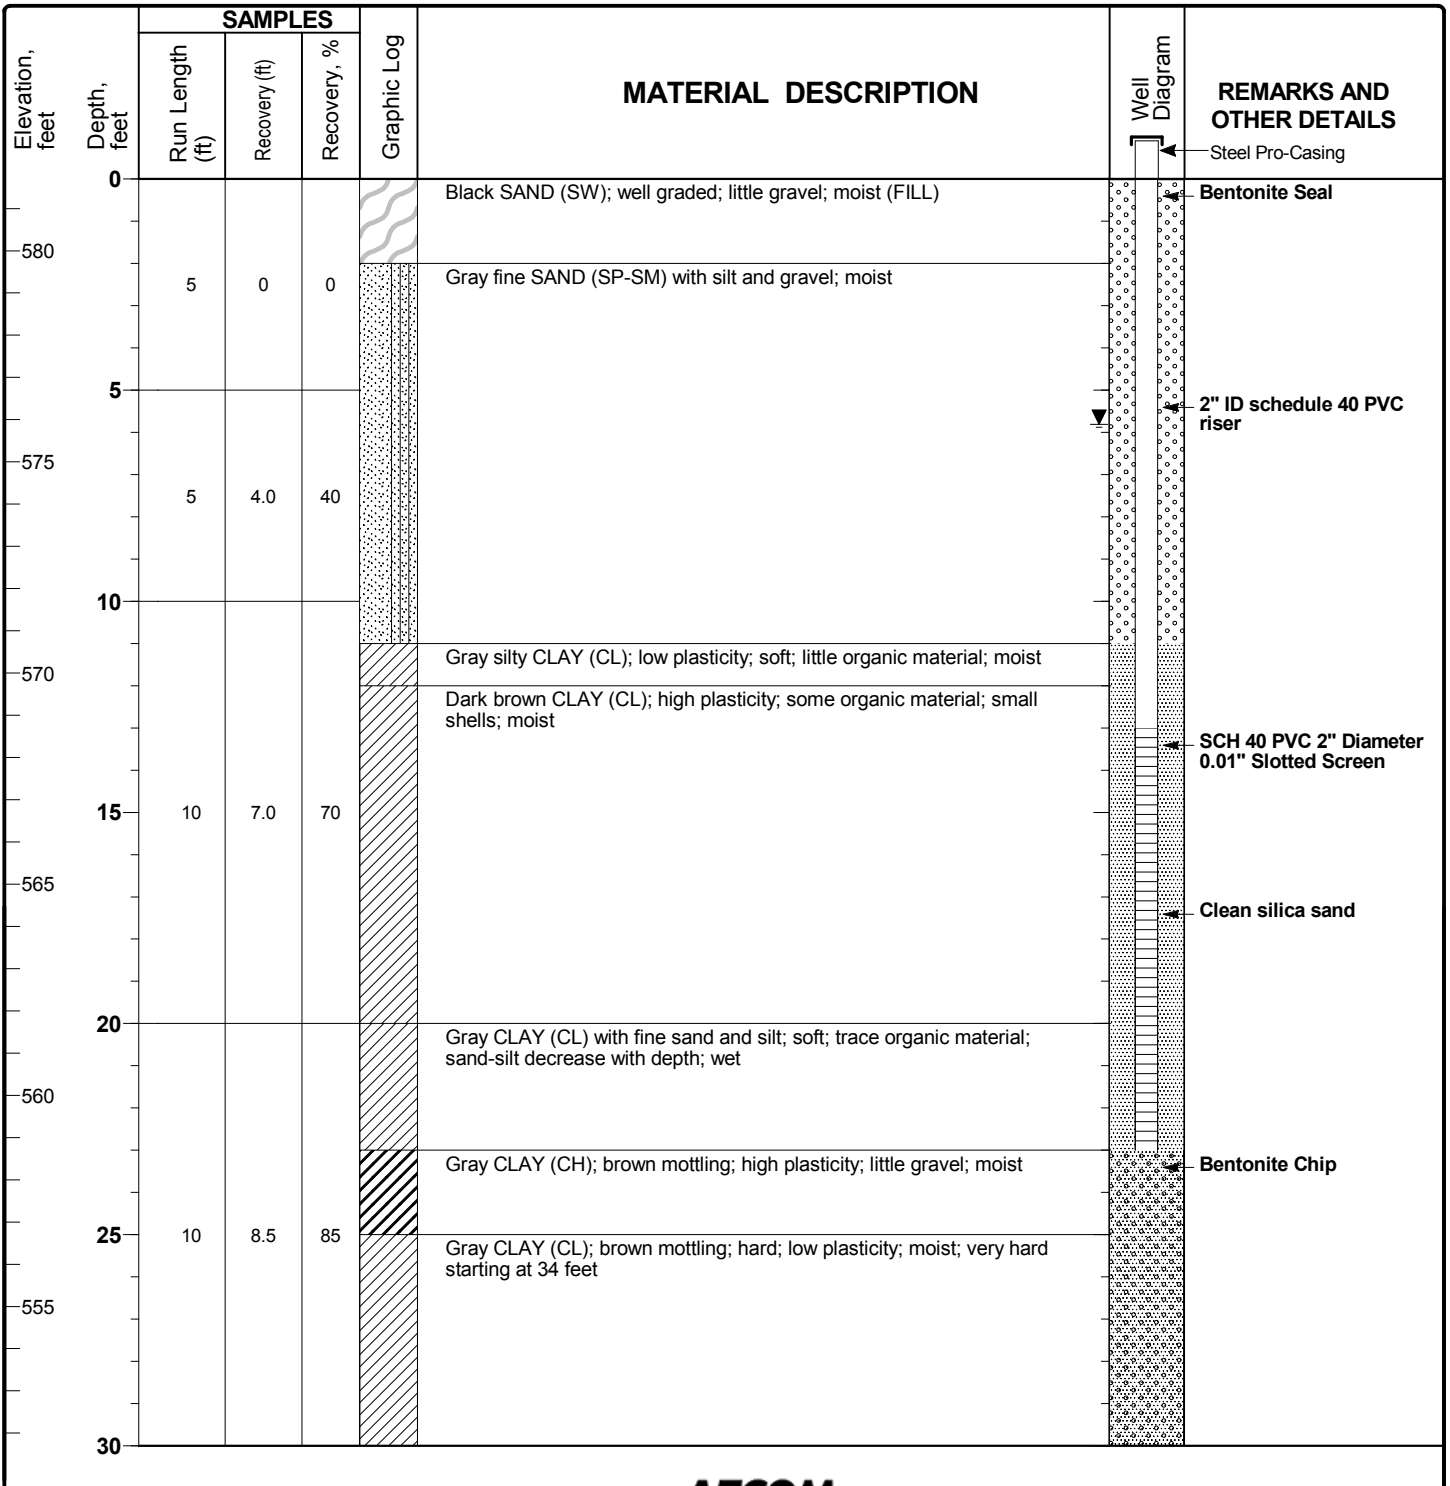 SAMPLES
Elevation,
feet
Depth,
feet
Run Length
(ft)
Recovery (ft)
Recovery, %
Graphic Log
MATERIAL DESCRIPTION
Well
Diagram
REMARKS AND
OTHER DETAILS
Steel Pro-Casing
0
Black SAND (SW); well graded; little gravel; moist (FILL)
Bentonite Seal
580
Gray fine SAND (SP-SM) with silt and gravel; moist
5 0 0
5
2" ID schedule 40 PVC
riser
575
5 4.0 40
10
Gray silty CLAY (CL); low plasticity; soft; little organic material; moist
570
Dark brown CLAY (CL); high plasticity; some organic material; small
shells; moist
SCH 40 PVC 2" Diameter
0.01" Slotted Screen
15 10 7.0 70
565
Clean silica sand
20
Gray CLAY (CL) with fine sand and silt; soft; trace organic material;
sand-silt decrease with depth; wet
560
Gray CLAY (CH); brown mottling; high plasticity; little gravel; moist
Bentonite Chip
25 10 8.5 85
Gray CLAY (CL); brown mottling; hard; low plasticity; moist; very hard
starting at 34 feet
555
30